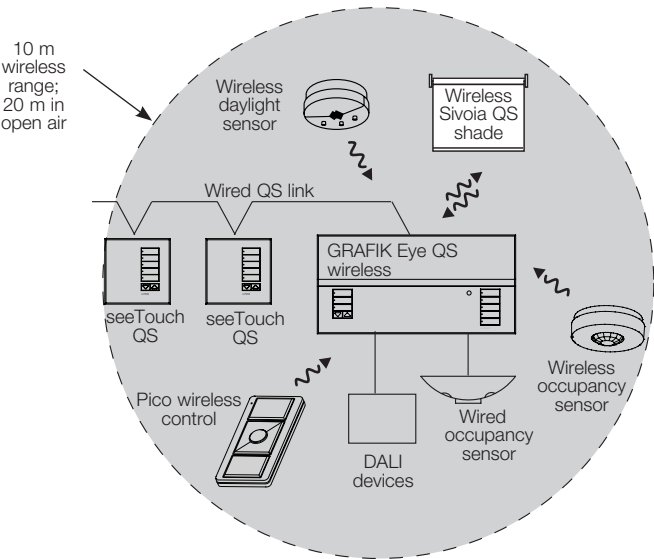 10 m
wireless
range;
20 m in
open air
Wireless
daylight
sensor
Wireless
Sivoia QS
shade
Wired QS link
GRAFIK Eye QS
wireless
seeTouch
QS
seeTouch
QS
Wireless
occupancy
sensor
Pico wireless
control
Wired
occupancy
sensor
DALI
devices